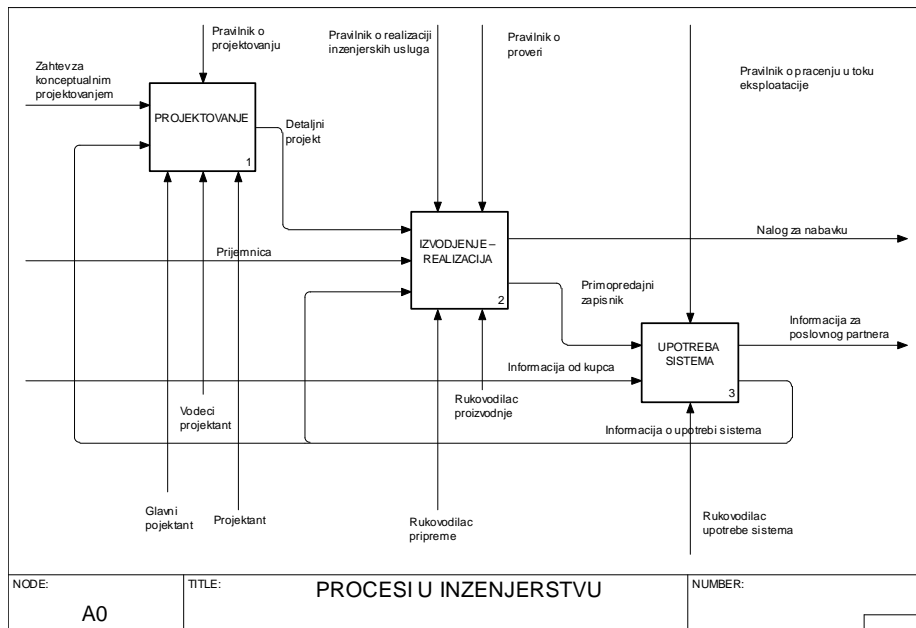 Pravilnik o
projektovanju
Pravilnik o realizaciji
inzenjerskih usluga
Pravilnik o
proveri
Pravilnik o pracenju u toku
eksploatacije
Zahtev za
konceptualnim
projektovanjem
PROJEKTOVANJE
1
Detaljni
projekt
Prijemnica
IZVODJENJE –
REALIZACIJA
2
Nalog za nabavku
Primopredajni
zapisnik
Informacija za
poslovnog partnera
UPOTREBA
SISTEMA
3
Informacija od kupca
Rukovodilac
proizvodnje
Vodeci
projektant
Informacija o upotrebi sistema
Glavni
pojektant
Projektant
Rukovodilac
pripreme
Rukovodilac
upotrebe sistema
NODE:
A0
TITLE:
PROCESI U INZENJERSTVU
NUMBER: